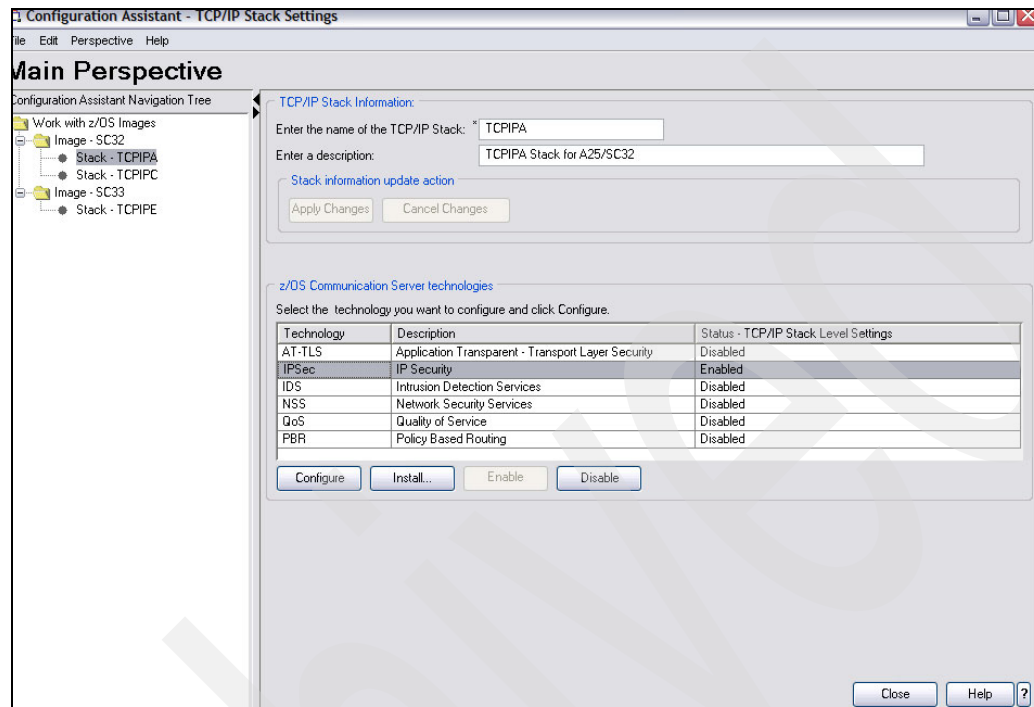 Configuration Assistant - TCP/IP Stack Settings
File Edit Perspective Help
Main Perspective
Configuration Assistant Navigation Tree
Work with z/OS Images
Image - SC32
Stack - TCPIPA
Stack - TCPIPC
Image - SC33
Stack - TCPIPE
TCP/IP Stack Information:
Enter the name of the TCP/IP Stack: * TCPIPA
Enter a description: TCPIPA Stack for A25/SC32
Stack information update action
Apply Changes Cancel Changes
z/OS Communication Server technologies
Select the technology you want to configure and click Configure.
Technology Description Status - TCP/IP Stack Level Settings
AT-TLS Application Transparent - Transport Layer Security Disabled
IPSec IP Security Enabled
IDS Intrusion Detection Services Disabled
NSS Network Security Services Disabled
QoS Quality of Service Disabled
PBR Policy Based Routing Disabled
Configure Install... Enable Disable
Close Help ?